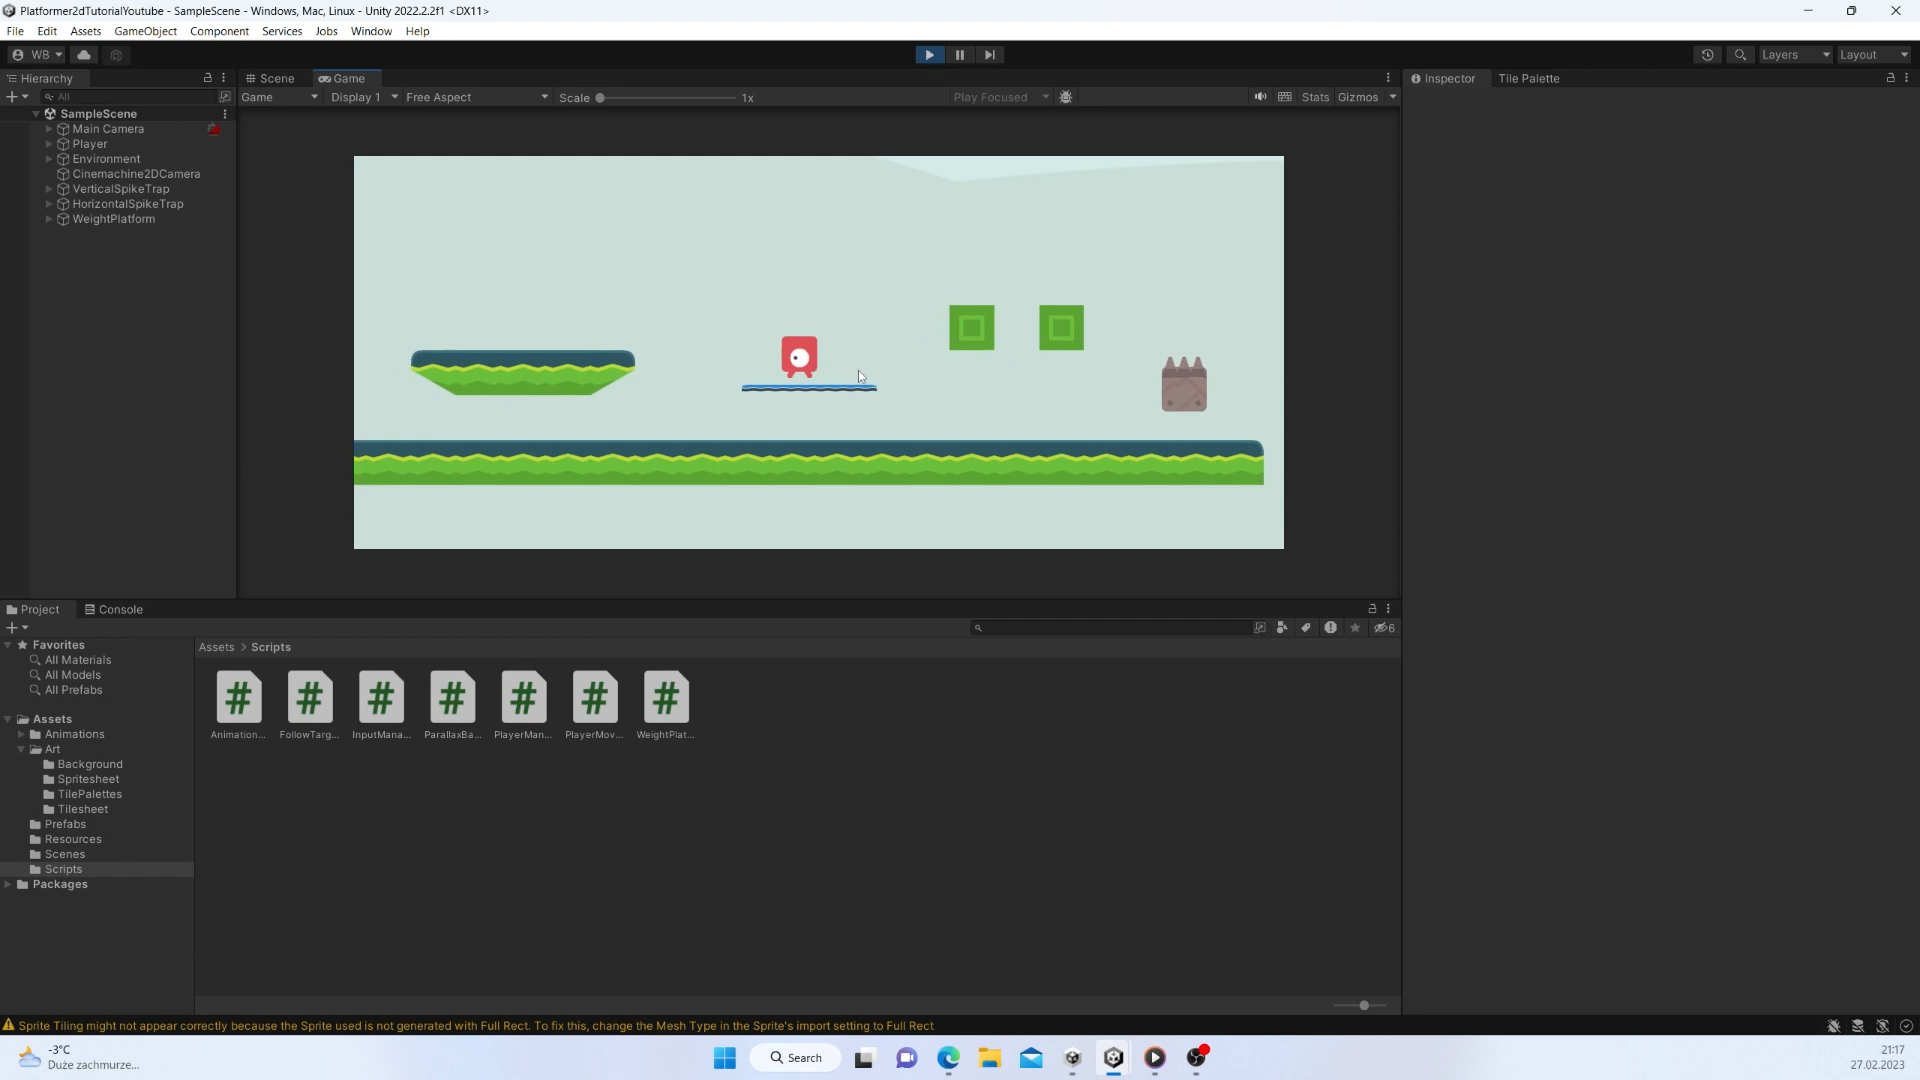 Platformer2dTutorialYoutube - SampleScene - Windows, Mac, Linux - Unity 2022.2.2f1 <DX11>
File Edit Assets GameObject Component Services Jobs Window Help
WB Layers Layout
Hierarchy Scene Game Inspector Tile Palette
All Game Display 1 Free Aspect Scale 1x Play Focused Stats Gizmos
SampleScene
Main Camera
Player
Environment
Cinemachine2DCamera
VerticalSpikeTrap
HorizontalSpikeTrap
WeightPlatform
Project Console
6
Favorites
All Materials
All Models
All Prefabs
Assets
Animations
Art
Background
Spritesheet
TilePalettes
Tilesheet
Prefabs
Resources
Scenes
Scripts
Packages
Assets > Scripts
Animation... FollowTarg... InputMana... ParallaxBa... PlayerMan... PlayerMov... WeightPlat...
Sprite Tiling might not appear correctly because the Sprite used is not generated with Full Rect. To fix this, change the Mesh Type in the Sprite's import setting to Full Rect
-3°C
Duże zachmurze...
Search
21:17
27.02.2023